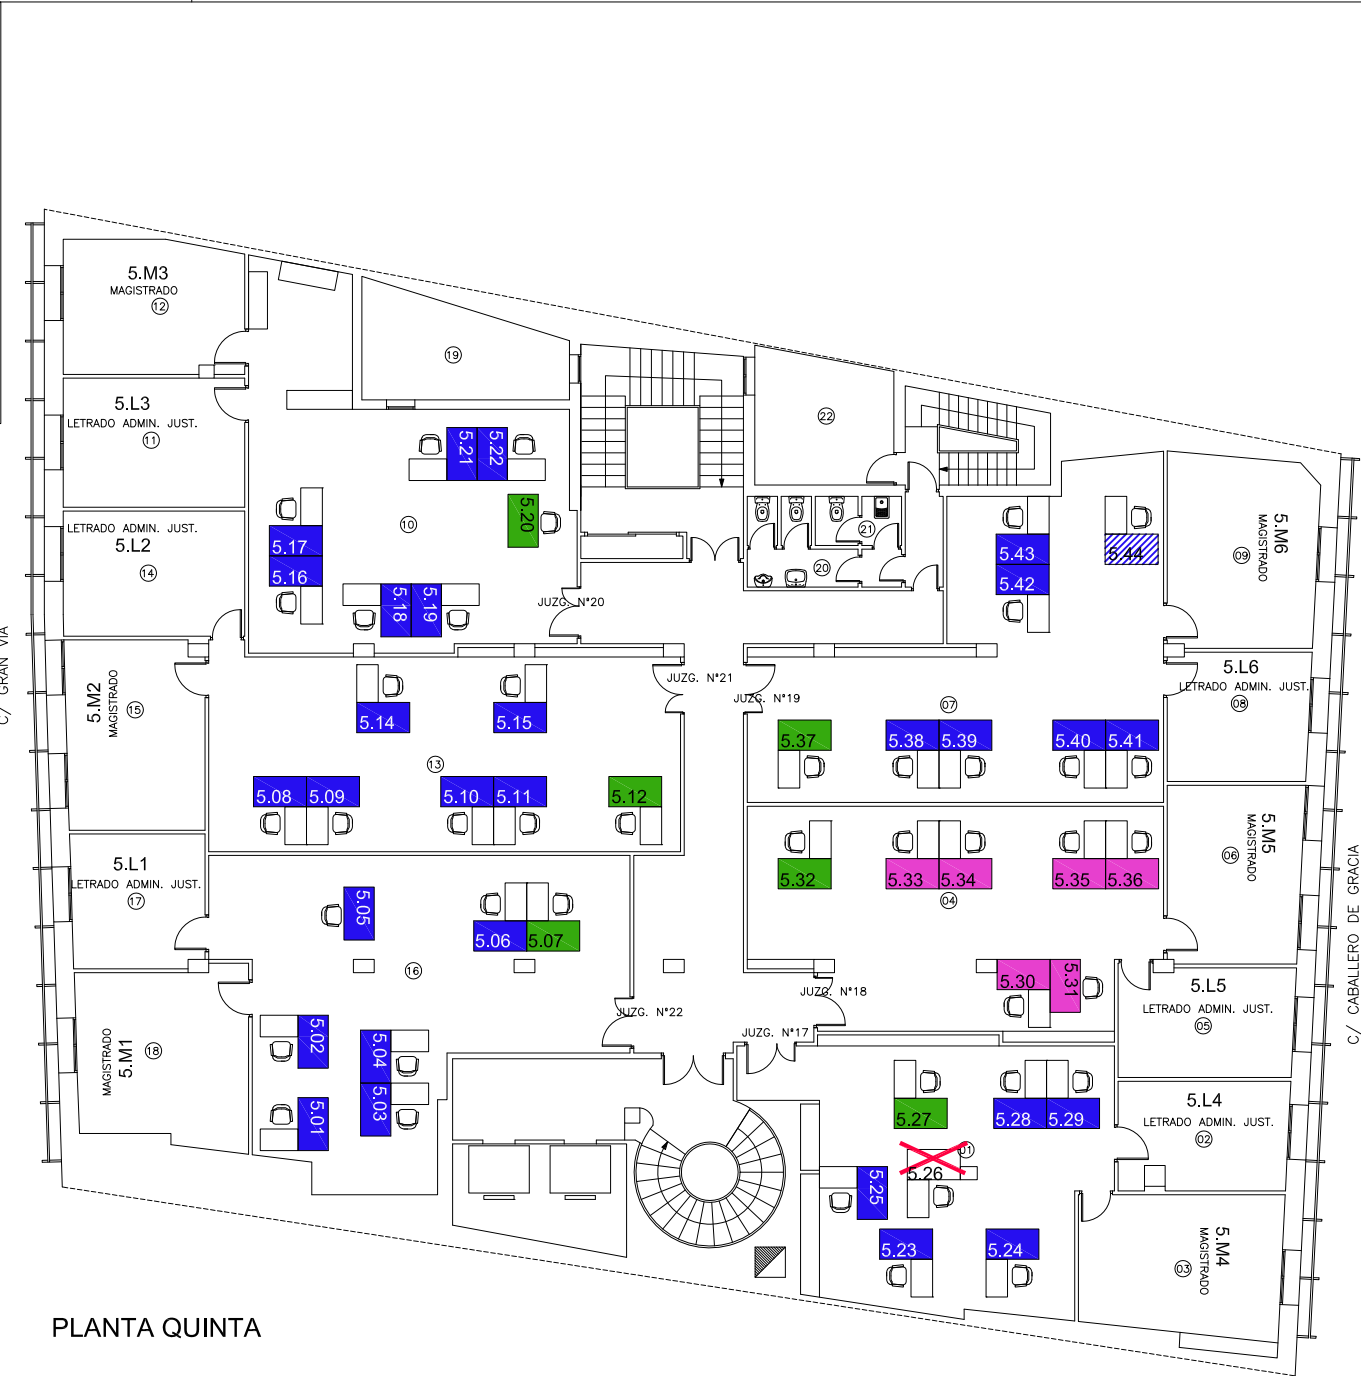 5.M3
MAGISTRADO
12
5.L3
LETRADO ADMIN. JUST.
11
LETRADO ADMIN. JUST.
5.L2
14
5.M2
MAGISTRADO
15
5.L1
LETRADO ADMIN. JUST.
17
MAGISTRADO
5.M1
18
C/ GRAN VIA
19
22
21
20
5.21
5.22
5.20
10
5.17
5.16
5.18
5.19
JUZG. Nº20
JUZG. Nº21
JUZG. Nº19
5.14
5.15
13
5.08
5.09
5.10
5.11
5.12
5.05
5.06
5.07
16
JUZG. Nº22
5.02
5.04
5.03
5.01
5.43
5.42
5.44
5.M6
MAGISTRADO
09
5.L6
LETRADO ADMIN. JUST.
08
07
5.37
5.38
5.39
5.40
5.41
5.M5
MAGISTRADO
06
5.32
5.33
5.34
5.35
5.36
04
5.30
5.31
JUZG. Nº18
JUZG. Nº17
5.L5
LETRADO ADMIN. JUST.
05
C/ CABALLERO DE GRACIA
5.27
5.28
5.29
01
5.26
5.25
5.23
5.24
5.L4
LETRADO ADMIN. JUST.
02
5.M4
MAGISTRADO
03
PLANTA QUINTA